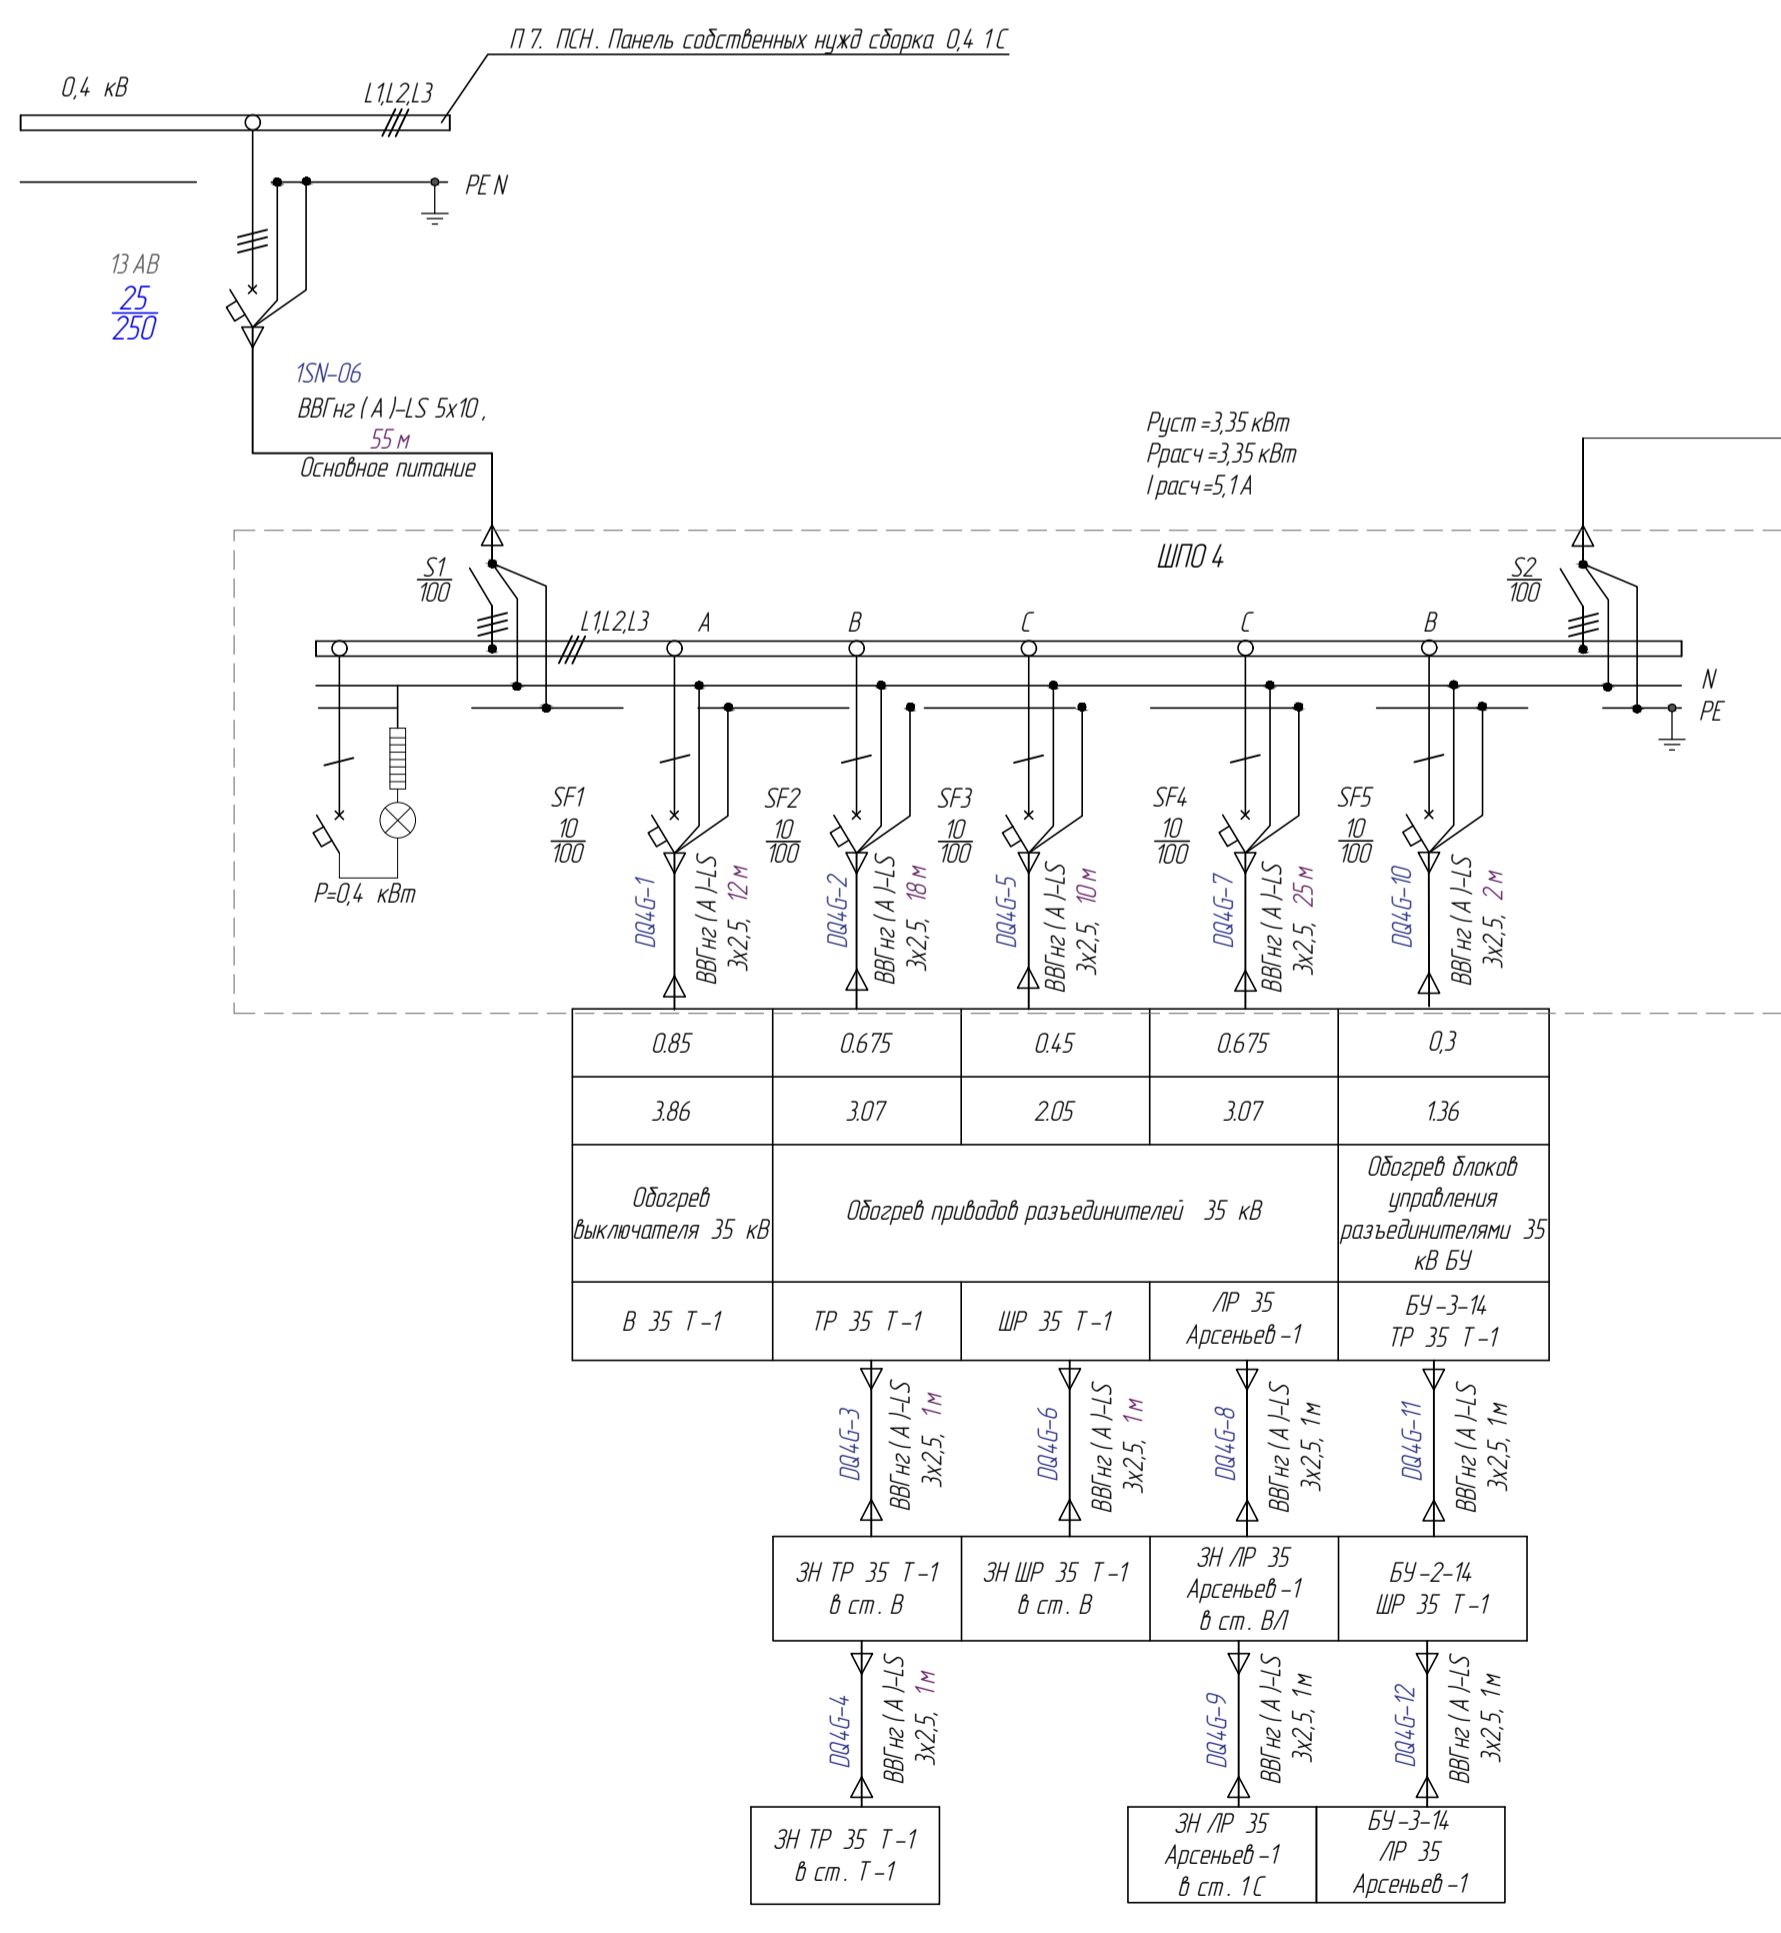 П7. ПСН. Панель собственных нужд сборка 0,4 1С
0,4 кВ
L1,L2,L3
PEN
13 АВ
25
250
1SN-06
ВВГнг(А)-LS 5х10,
55 м
Основное питание
Руст=3,35 кВт
Ррасч=3,35 кВт
Iрасч=5,1 А
ШПО 4
S1
100
S2
100
L1,L2,L3
A
B
C
C
B
N
PE
SF1
10
100
SF2
10
100
SF3
10
100
SF4
10
100
SF5
10
100
Р=0,4 кВт
DQ4G-1
ВВГнг(А)-LS
3х2,5, 12 м
DQ4G-2
ВВГнг(А)-LS
3х2,5, 18 м
DQ4G-5
ВВГнг(А)-LS
3х2,5, 10 м
DQ4G-7
ВВГнг(А)-LS
3х2,5, 25 м
DQ4G-10
ВВГнг(А)-LS
3х2,5, 2 м
0.85
0.675
0.45
0.675
0,3
3.86
3.07
2.05
3.07
1.36
Обогрев
выключателя 35 кВ
Обогрев приводов разъединителей 35 кВ
Обогрев блоков
управления
разъединителями 35
кВ БУ
В 35 Т-1
ТР 35 Т-1
ШР 35 Т-1
ЛР 35
Арсеньев-1
БУ-3-14
ТР 35 Т-1
DQ4G-3
ВВГнг(А)-LS
3х2,5, 1 м
DQ4G-6
ВВГнг(А)-LS
3х2,5, 1 м
DQ4G-8
ВВГнг(А)-LS
3х2,5, 1 м
DQ4G-11
ВВГнг(А)-LS
3х2,5, 1 м
ЗН ТР 35 Т-1
в ст. В
ЗН ШР 35 Т-1
в ст. В
ЗН ЛР 35
Арсеньев-1
в ст. ВЛ
БУ-2-14
ШР 35 Т-1
DQ4G-4
ВВГнг(А)-LS
3х2,5, 1 м
DQ4G-9
ВВГнг(А)-LS
3х2,5, 1 м
DQ4G-12
ВВГнг(А)-LS
3х2,5, 1 м
ЗН ТР 35 Т-1
в ст. Т-1
ЗН ЛР 35
Арсеньев-1
в ст. 1С
БУ-3-14
ЛР 35
Арсеньев-1